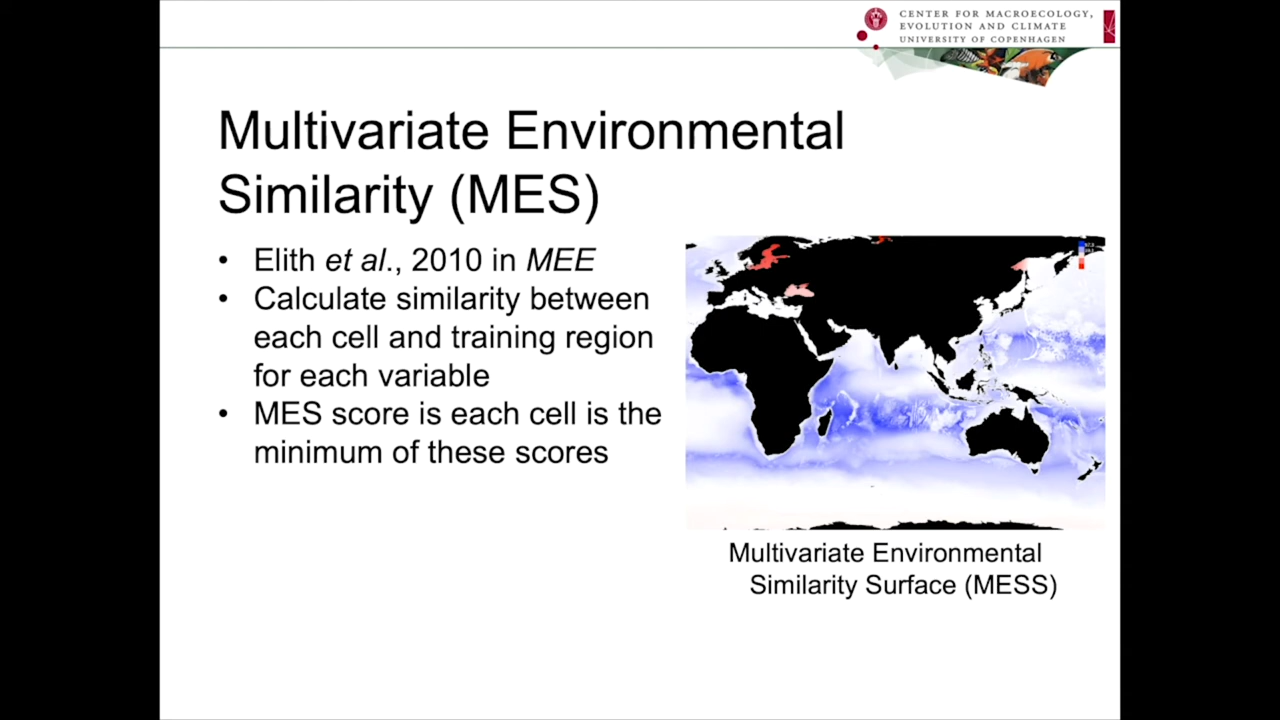 CENTER FOR MACROECOLOGY,
EVOLUTION AND CLIMATE
UNIVERSITY OF COPENHAGEN
Multivariate Environmental
Similarity (MES)
• Elith et al., 2010 in MEE
• Calculate similarity between
each cell and training region
for each variable
• MES score is each cell is the
minimum of these scores
Multivariate Environmental
Similarity Surface (MESS)